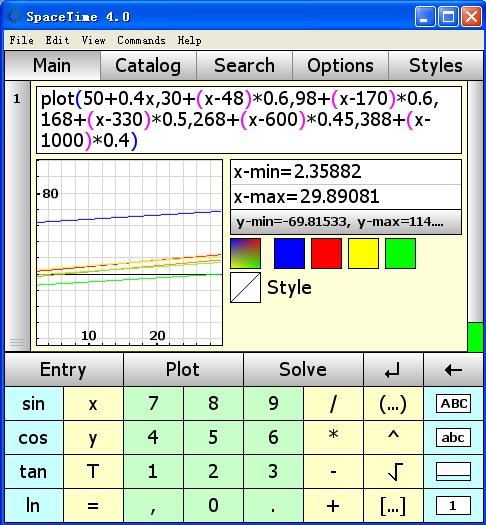 SpaceTime 4.0
File Edit View Commands Help
Main Catalog Search Options Styles
1
plot(50+0.4x,30+(x-48)*0.6,98+(x-170)*0.6,
168+(x-330)*0.5,268+(x-600)*0.45,388+(x-
1000)*0.4)
80
10 20
x-min=2.35882
x-max=29.89081
y-min=-69.81533, y-max=114....
Style
Entry Plot Solve ↵ ←
sin x 7 8 9 / (...) ABC
cos y 4 5 6 * ^ abc
tan T 1 2 3 - √
ln = , 0 . + [...] 1